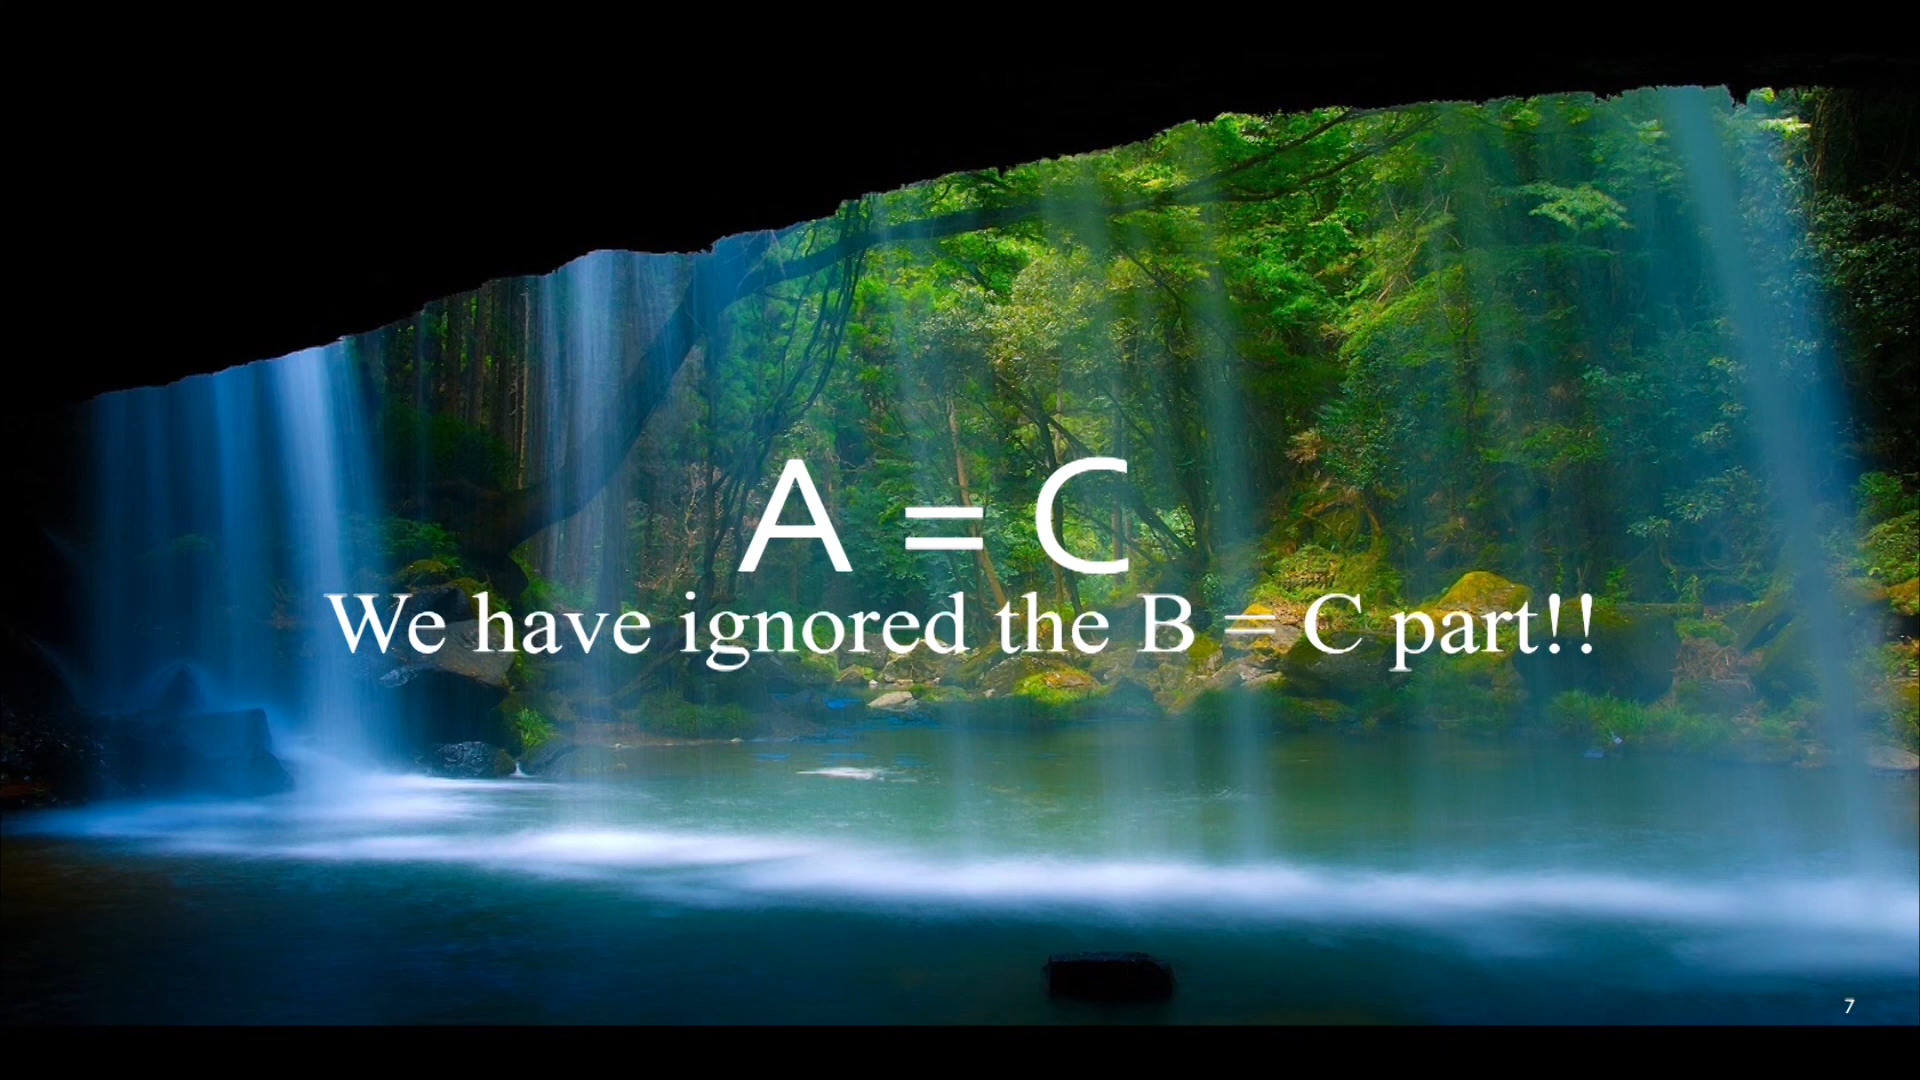 A = C
We have ignored the B = C part!!
7